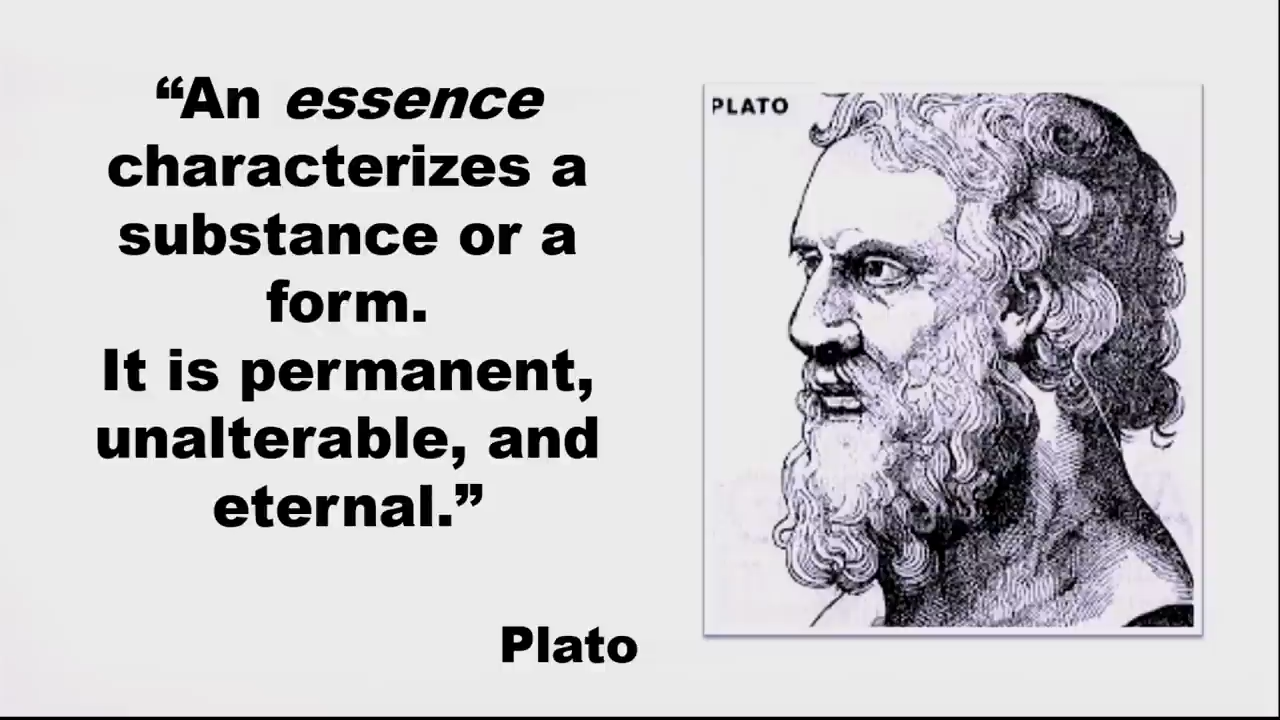 “An essence
characterizes a
substance or a
form.
It is permanent,
unalterable, and
eternal.”
Plato
PLATO